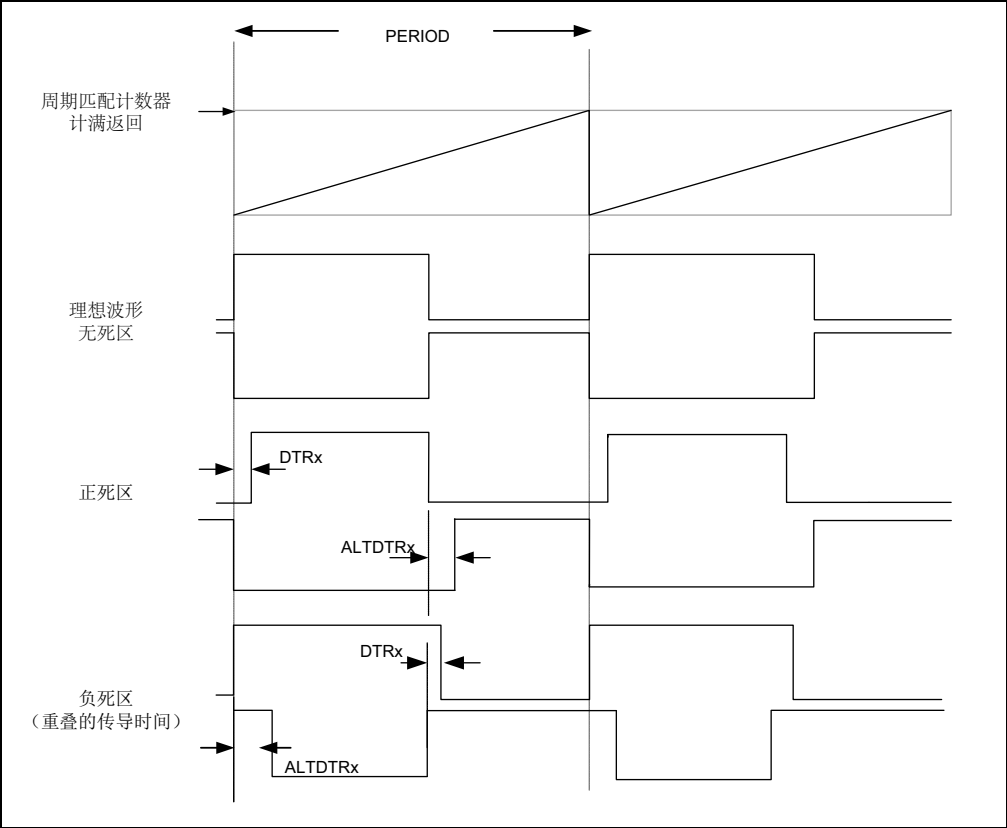 PERIOD
周期匹配计数器
计满返回
理想波形
无死区
DTRx
正死区
ALTDTRx
DTRx
负死区
（重叠的传导时间）
ALTDTRx